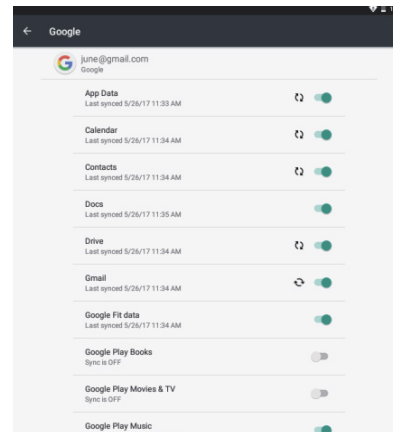 Google
june@gmail.com
Google
App Data
Last synced 5/26/17 11:33 AM
Calendar
Last synced 5/26/17 11:34 AM
Contacts
Last synced 5/26/17 11:34 AM
Docs
Last synced 5/26/17 11:35 AM
Drive
Last synced 5/26/17 11:34 AM
Gmail
Last synced 5/26/17 11:34 AM
Google Fit data
Last synced 5/26/17 11:34 AM
Google Play Books
Sync is OFF
Google Play Movies & TV
Sync is OFF
Google Play Music